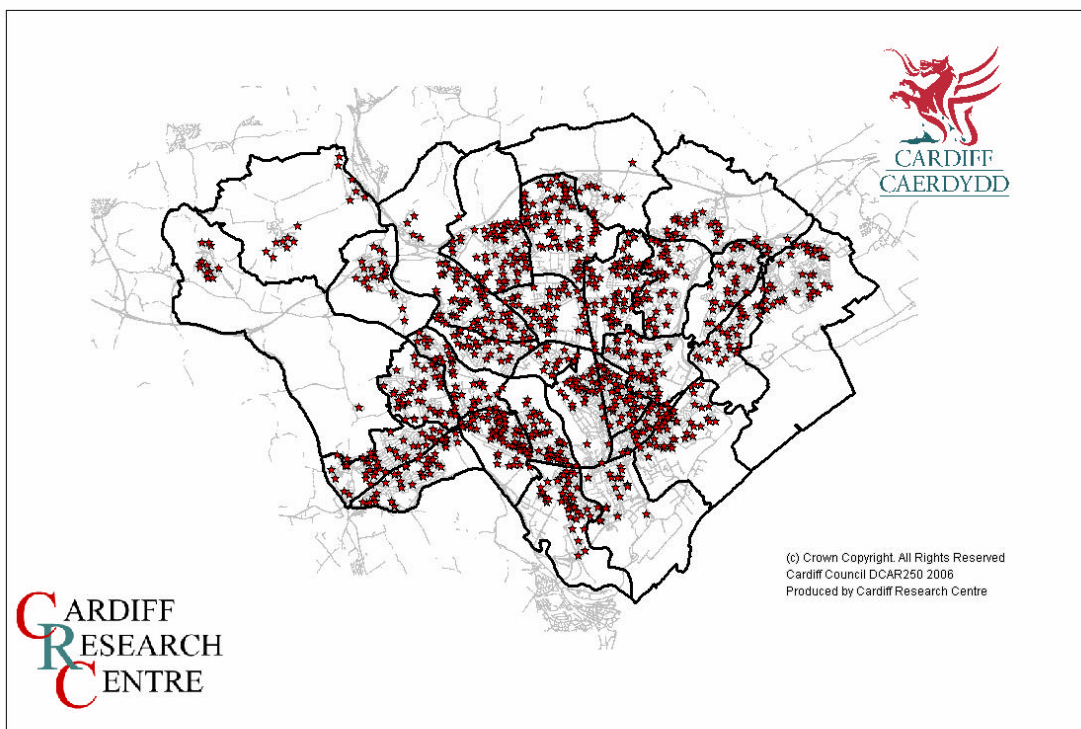 CARDIFF
CAERDYDD
(c) Crown Copyright. All Rights Reserved
Cardiff Council DCAR250 2006
Produced by Cardiff Research Centre
CARDIFF
RESEARCH
CENTRE